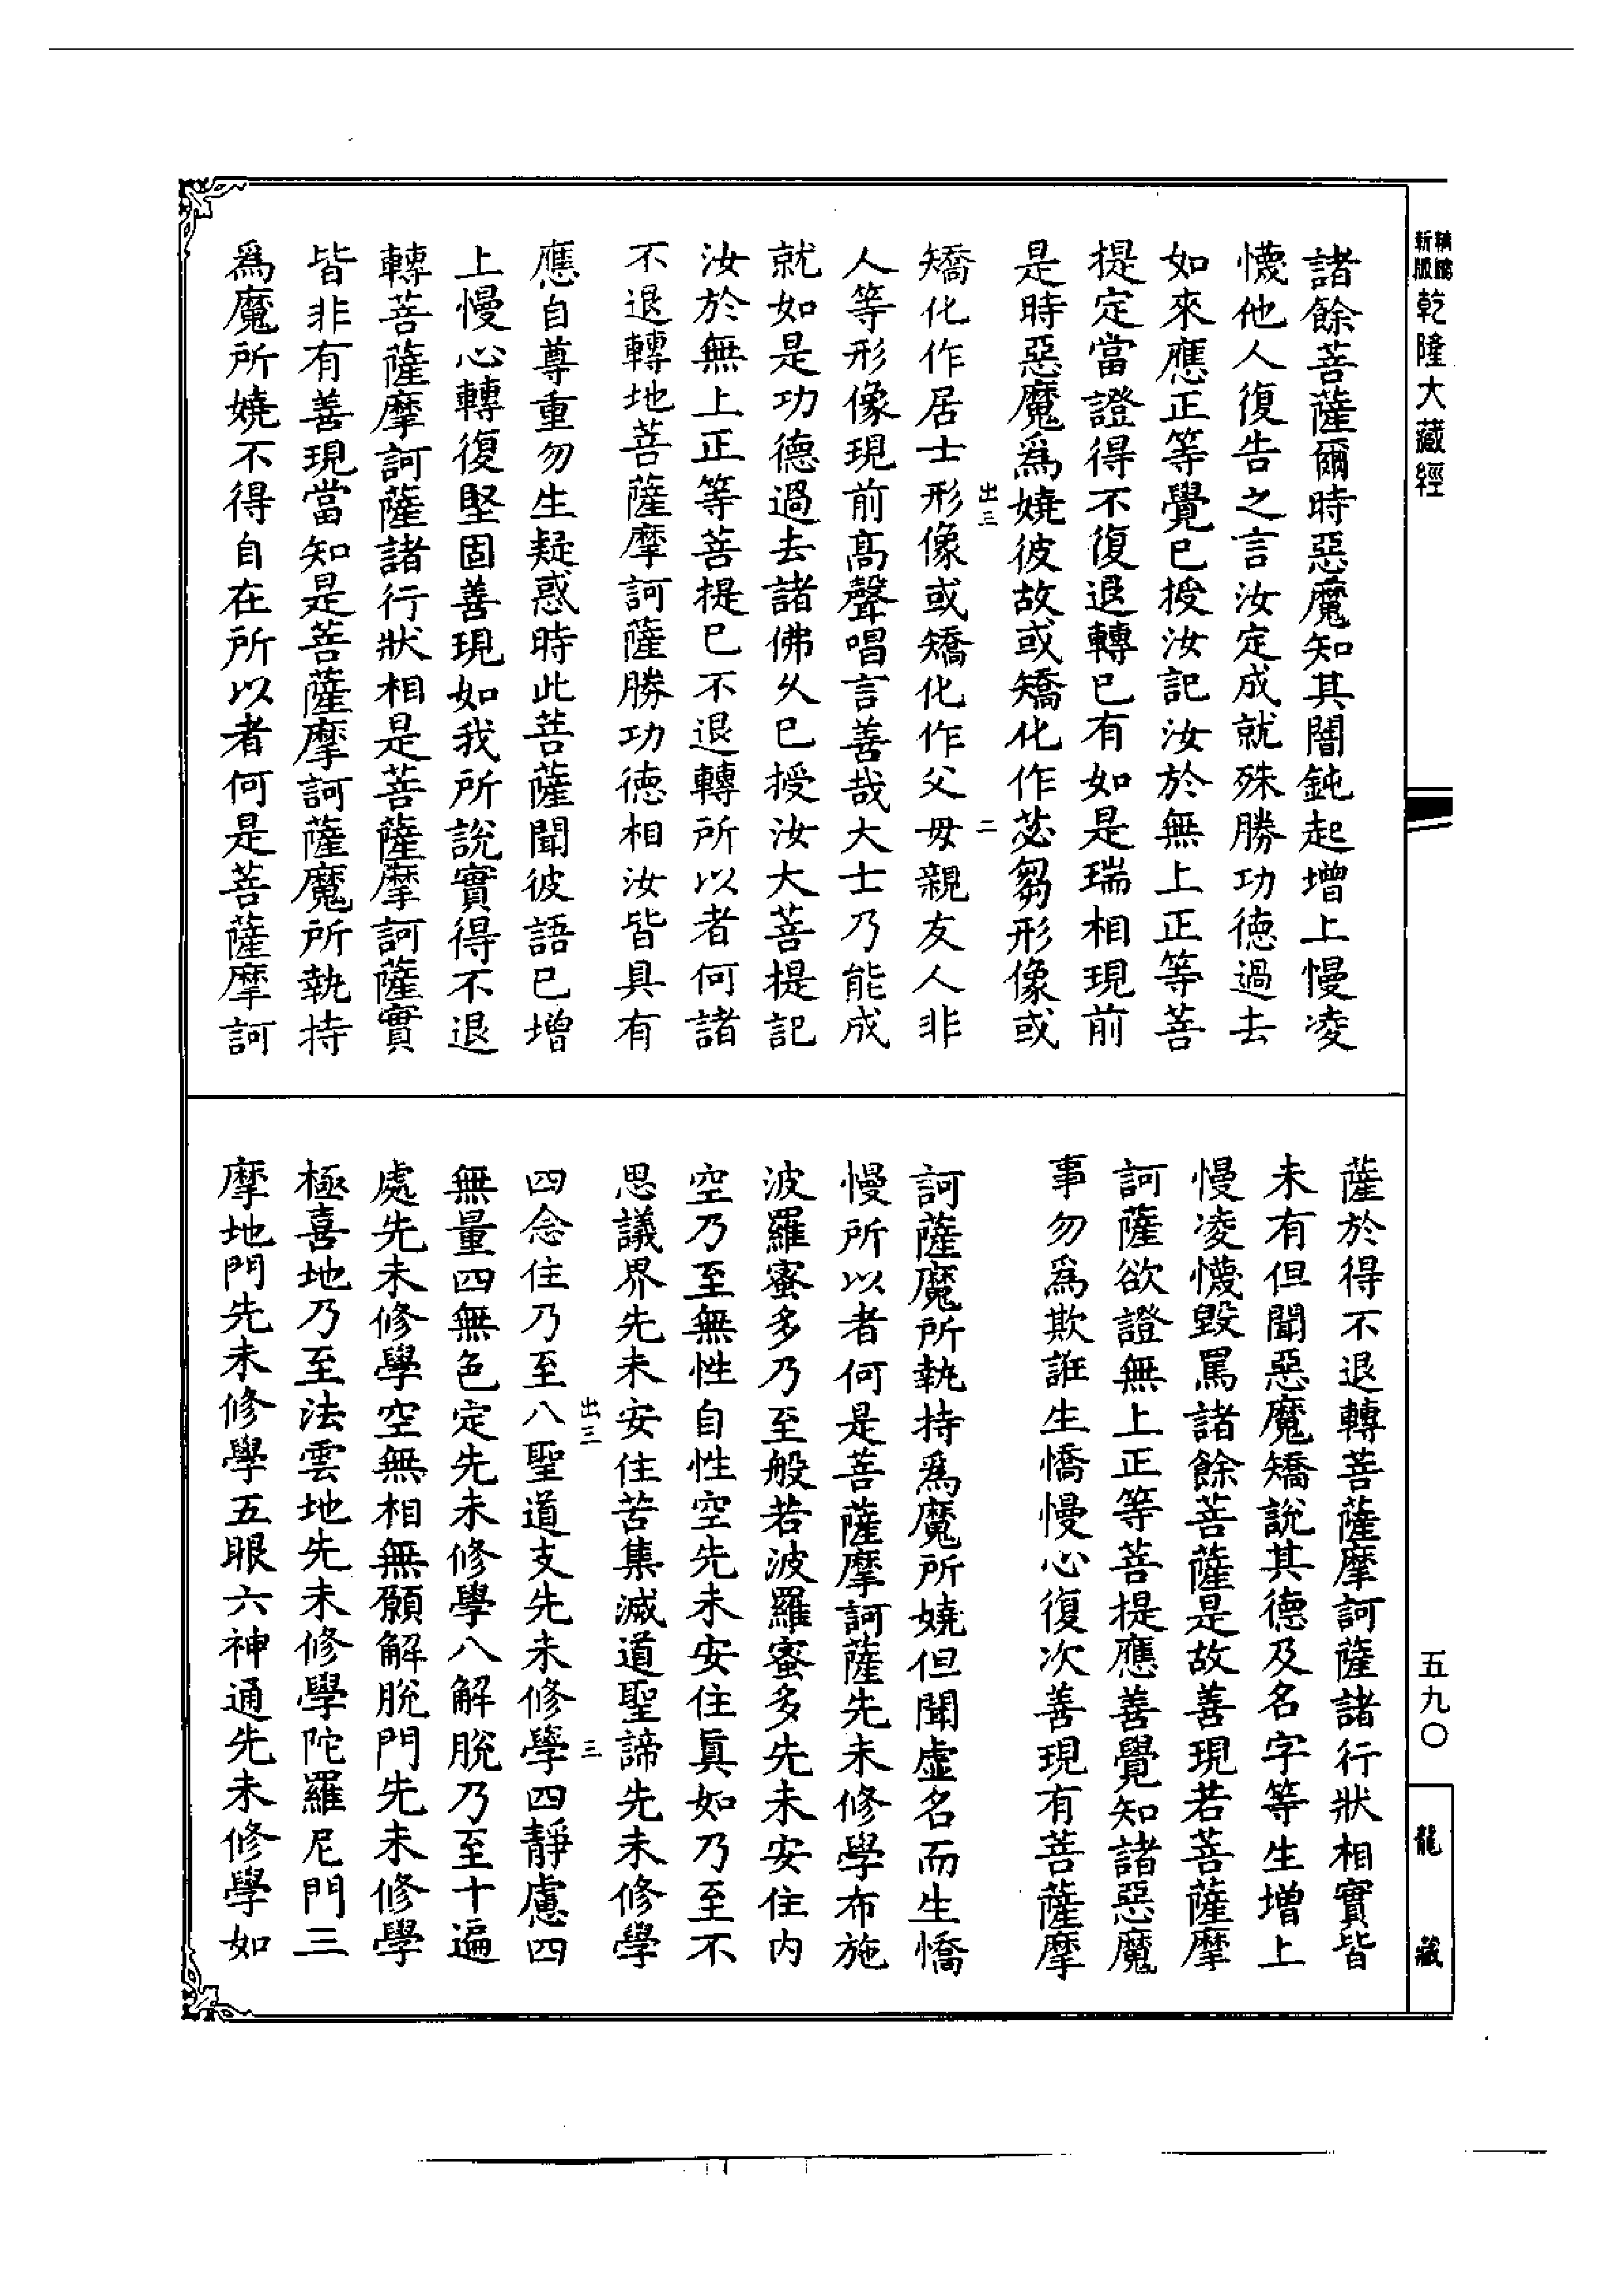 精縮新版乾隆大藏經
諸餘菩薩爾時惡魔知其闇鈍起增上慢凌
懱他人復告之言汝定成就殊勝功德過去
如來應正等覺已授汝記汝於無上正等菩
提定當證得不復退轉已有如是瑞相現前
是時惡魔爲嬈彼故或矯化作苾芻形像或
出三 二
矯化作居士形像或矯化作父母親友人非
人等形像現前高聲唱言善哉大士乃能成
就如是功德過去諸佛久已授汝大菩提記
汝於無上正等菩提已不退轉所以者何諸
不退轉地菩薩摩訶薩勝功德相汝皆具有
應自尊重勿生疑惑時此菩薩聞彼語已增
上慢心轉復堅固善現如我所說實得不退
轉菩薩摩訶薩諸行狀相是菩薩摩訶薩實
皆非有善現當知是菩薩摩訶薩魔所執持
爲魔所嬈不得自在所以者何是菩薩摩訶
薩於得不退轉菩薩摩訶薩諸行狀相實皆
未有但聞惡魔矯說其德及名字等生增上
慢凌懱毀罵諸餘菩薩是故善現若菩薩摩
訶薩欲證無上正等菩提應善覺知諸惡魔
事勿爲欺誑生憍慢心復次善現有菩薩摩
訶薩魔所執持爲魔所嬈但聞虛名而生憍
慢所以者何是菩薩摩訶薩先未修學布施
波羅蜜多乃至般若波羅蜜多先未安住內
空乃至無性自性空先未安住眞如乃至不
思議界先未安住苦集滅道聖諦先未修學
出三 三
四念住乃至八聖道支先未修學四靜慮四
無量四無色定先未修學八解脫乃至十遍
處先未修學空無相無願解脫門先未修學
極喜地乃至法雲地先未修學陀羅尼門三
摩地門先未修學五眼六神通先未修學如
五九〇
龍藏